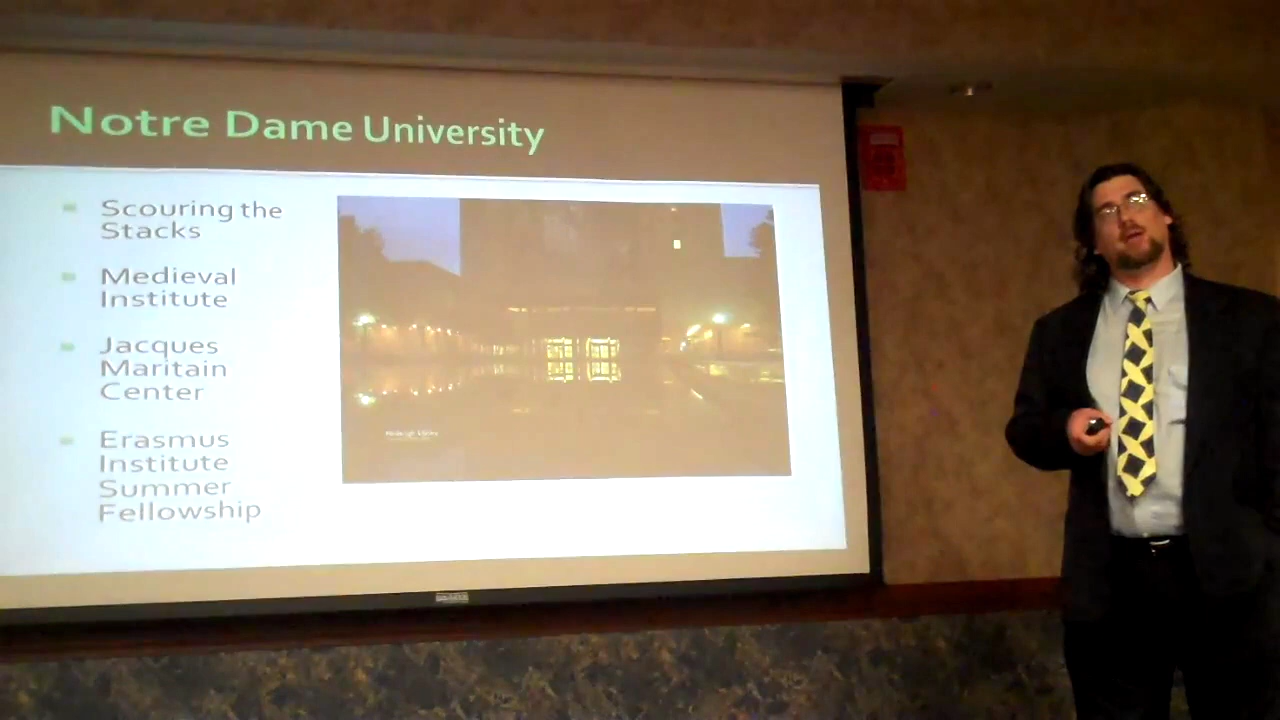 Notre Dame University
Scouring the
Stacks
Medieval
Institute
Jacques
Maritain
Center
Erasmus
Institute
Summer
Fellowship